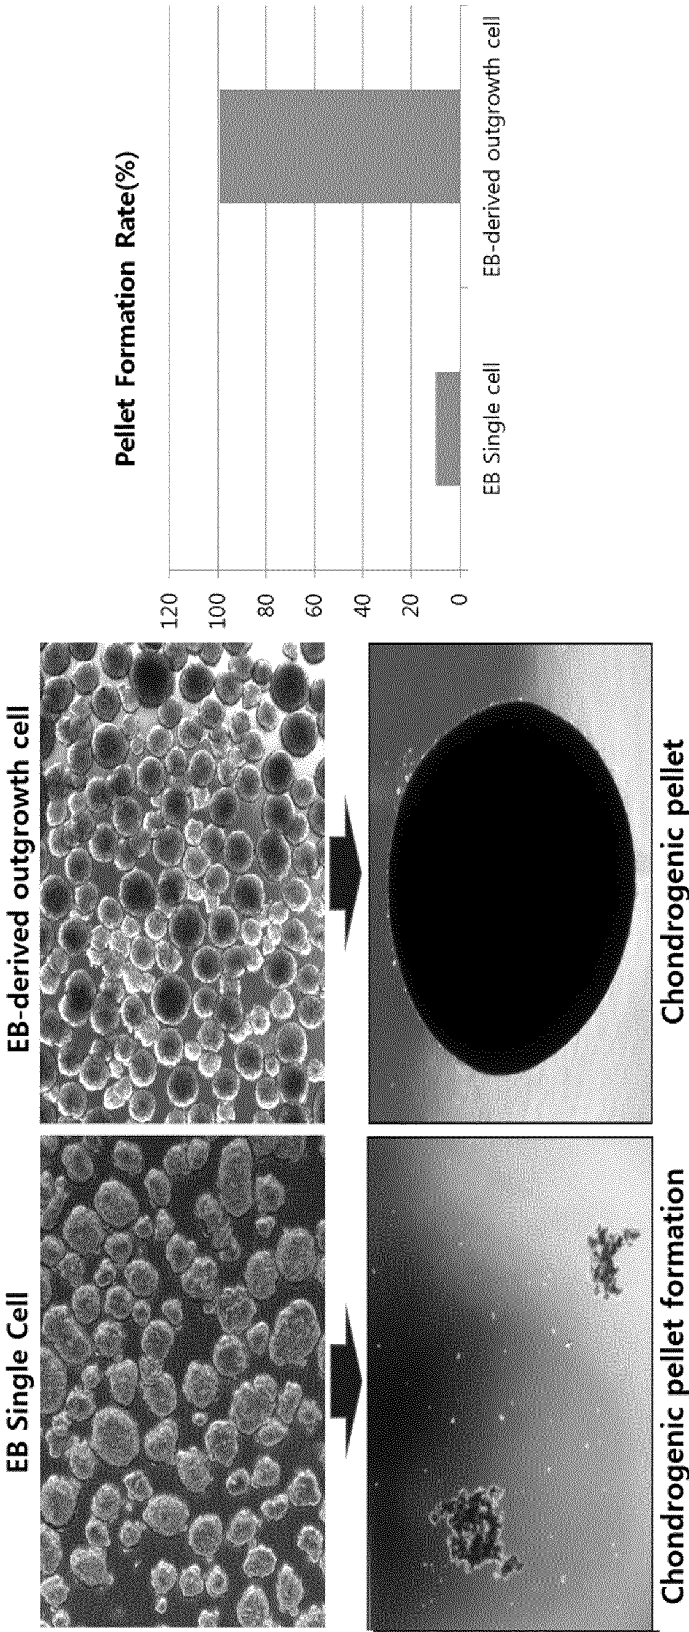 EB Single Cell
EB-derived outgrowth cell
Chondrogenic pellet formation
Chondrogenic pellet
Pellet Formation Rate(%)
120
100
80
60
40
20
0
EB Single cell
EB-derived outgrowth cell